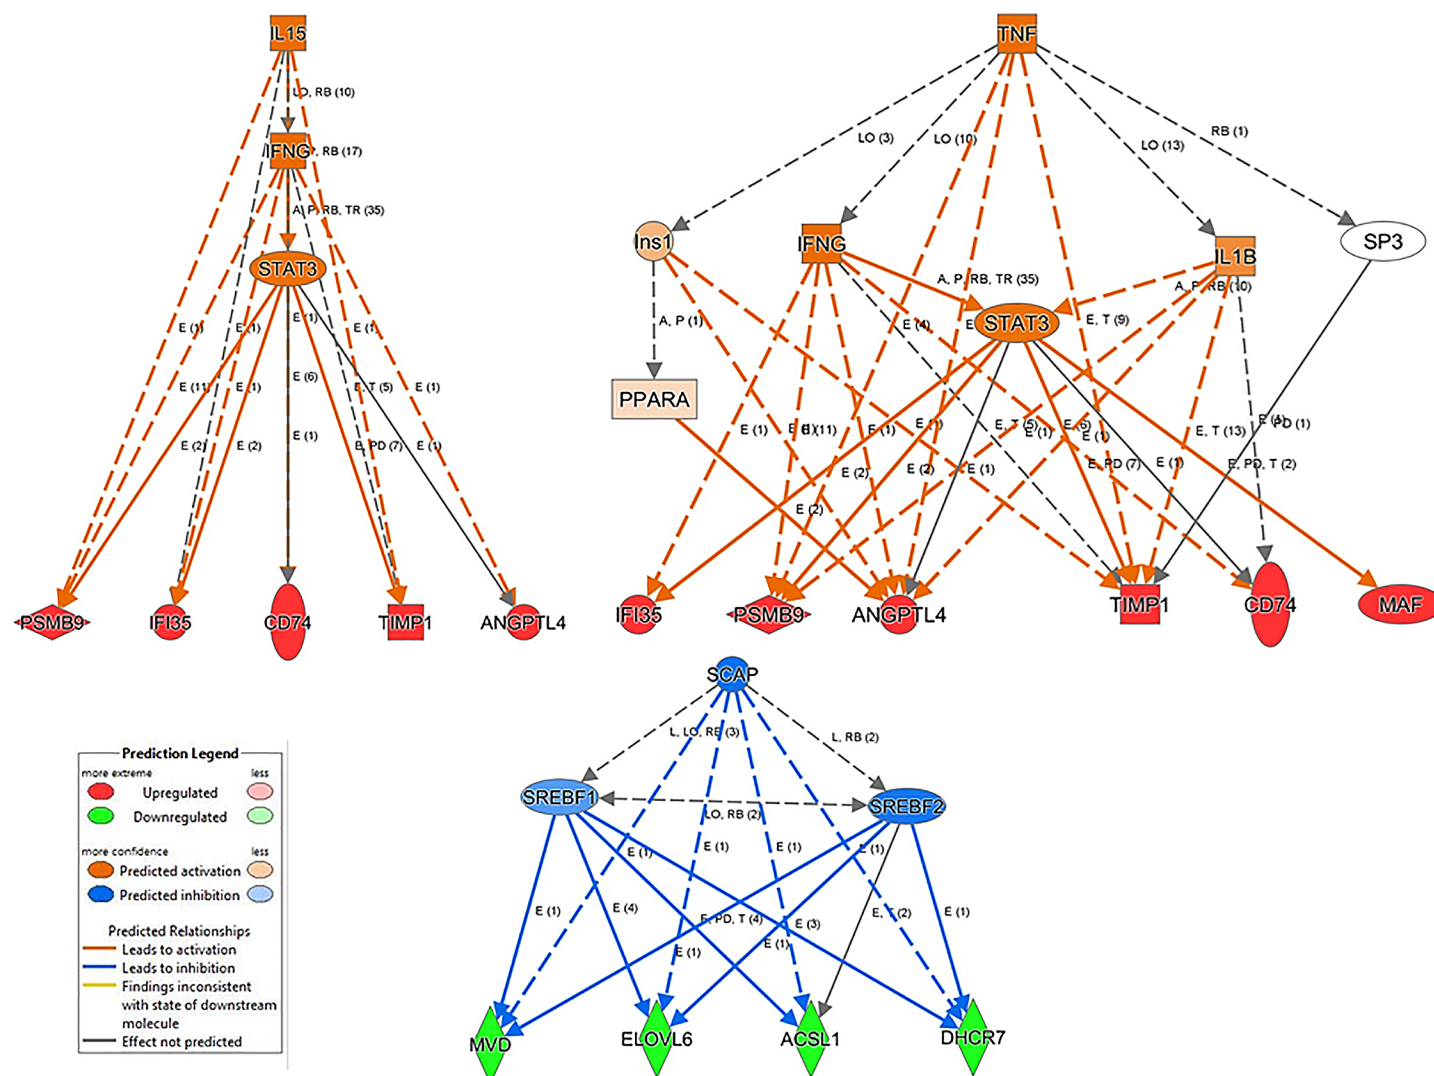 IL15
LO, RB (10)
IFNG
RB (17)
A, P, RB, TR (35)
STAT3
E (1)
E (1)
E (1)
E (1)
E (11)
E (1)
E (6)
E, T (5)
E (1)
E (2)
E (2)
E (1)
E, PD (7)
E (1)
PSMB9
IFI35
CD74
TIMP1
ANGPTL4
TNF
LO (3)
LO (10)
LO (13)
RB (1)
Ins1
IFNG
IL1B
SP3
A, P, RB, TR (35)
A, P, RB (10)
A, P (1)
E (4)
STAT3
E, T (9)
PPARA
E (1)
E (1)
E (1)
E, T (5)
E (1)
E (6)
E (1)
E, T (13)
PD (1)
E (2)
E (2)
E (1)
E, PD (7)
E (1)
E, PD, T (2)
E (2)
IFI35
PSMB9
ANGPTL4
TIMP1
CD74
MAF
SCAP
L, LO, RB (3)
L, RB (2)
SREBF1
SREBF2
LO, RB (2)
E (1)
E (1)
E (1)
E (1)
E (1)
E (4)
E, PD, T (4)
E (3)
E, T (2)
E (1)
E (1)
E (1)
MVD
ELOVL6
ACSL1
DHCR7
Prediction Legend
more extreme less
Upregulated
Downregulated
more confidence less
Predicted activation
Predicted inhibition
Predicted Relationships
Leads to activation
Leads to inhibition
Findings inconsistent
with state of downstream
molecule
Effect not predicted